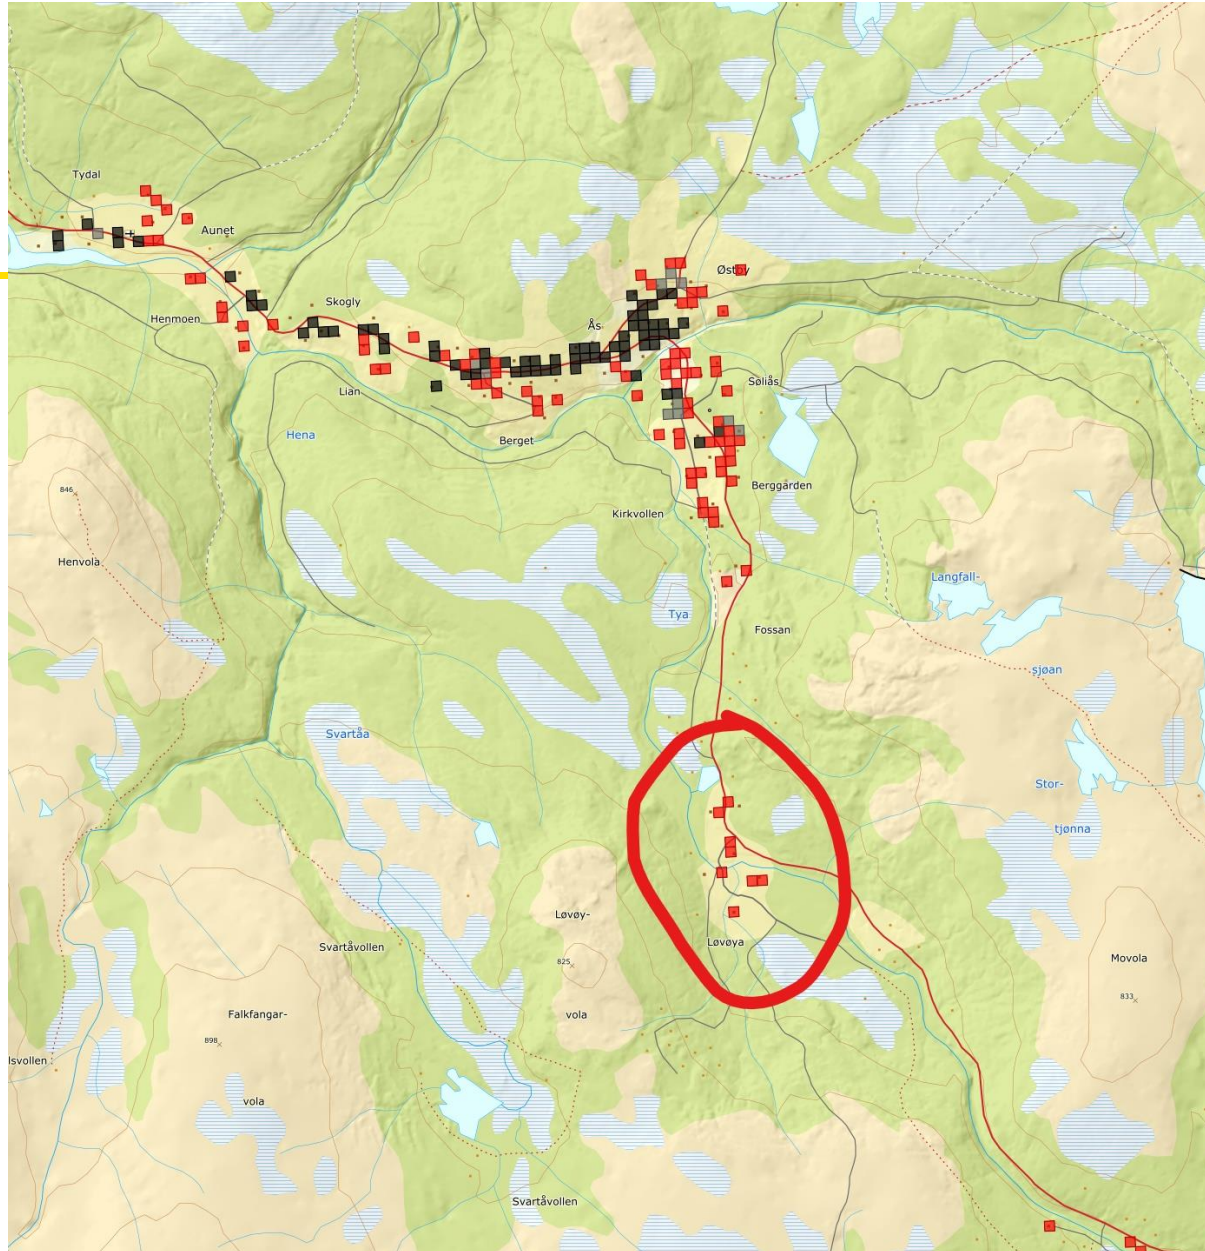 Tydal
Aunet
Østby
Skogly
Henmoen
Ås
Søliås
Lian
Hena
Berget
846
Berggården
Kirkvollen
Henvola
Langfall-
Tya
Fossan
sjøan
Svartåa
Stor-
tjønna
Løvøy-
Løvøya
Svartåvollen
825
Movola
833
Falkfangar-
vola
898
lsvollen
vola
Svartåvollen